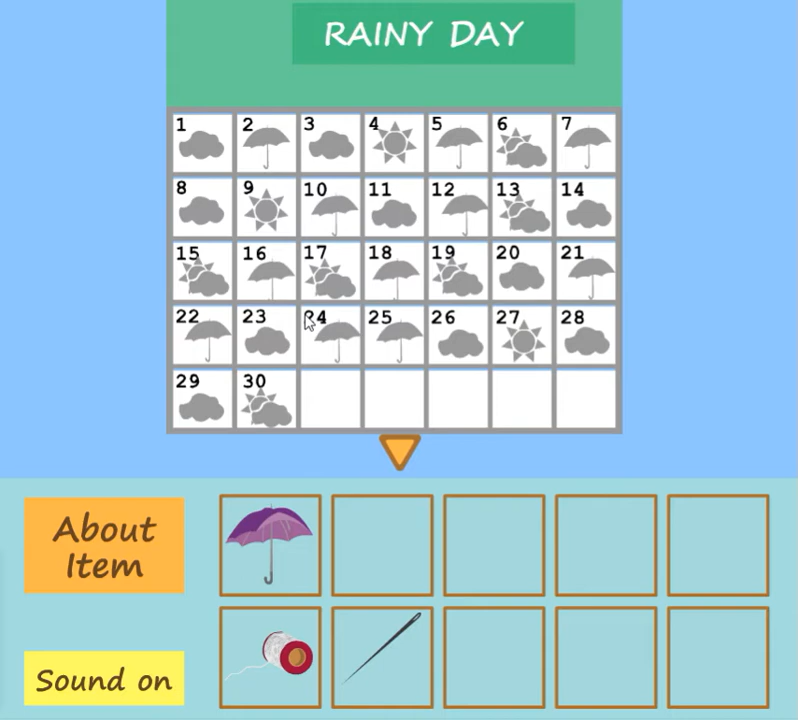 RAINY DAY
1 2 3 4 5 6 7
8 9 10 11 12 13 14
15 16 17 18 19 20 21
22 23 24 25 26 27 28
29 30
About
Item
Sound on